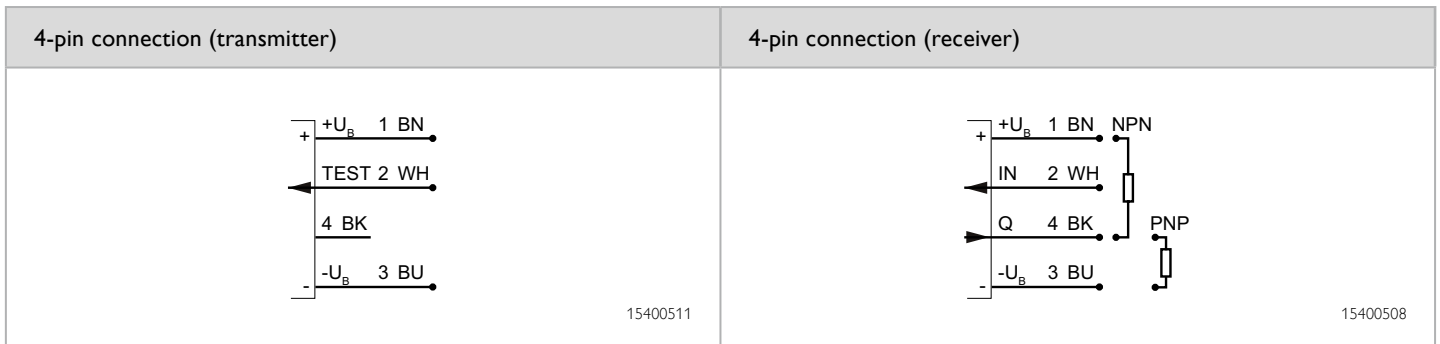 4-pin connection (transmitter)
4-pin connection (receiver)
+ +U_B 1 BN
TEST 2 WH
4 BK
- -U_B 3 BU
15400511
+ +U_B 1 BN NPN
IN 2 WH
Q 4 BK PNP
- -U_B 3 BU
15400508